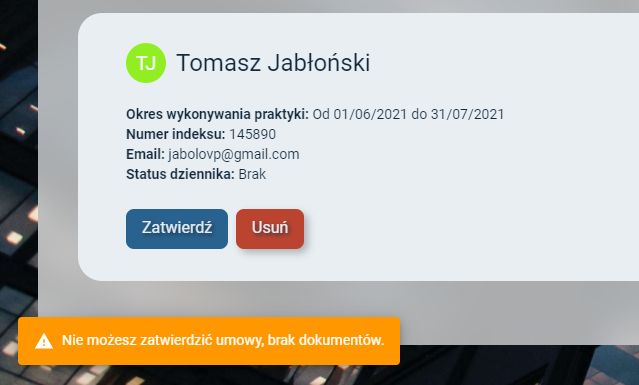 TJ Tomasz Jabłoński
Okres wykonywania praktyki: Od 01/06/2021 do 31/07/2021
Numer indeksu: 145890
Email: jabolovp@gmail.com
Status dziennika: Brak
Zatwierdź Usuń
Nie możesz zatwierdzić umowy, brak dokumentów.